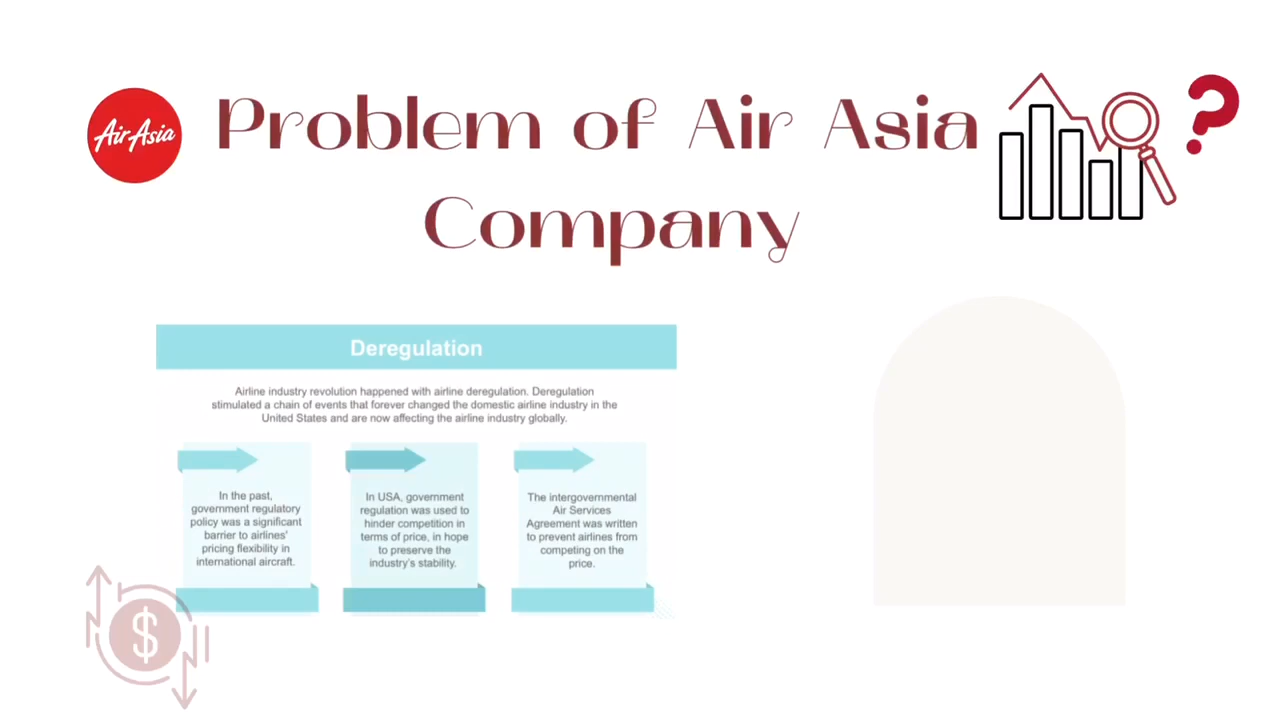 AirAsia
Problem of Air Asia
Company
?
Deregulation
Airline industry revolution happened with airline deregulation. Deregulation
stimulated a chain of events that forever changed the domestic airline industry in the
United States and are now affecting the airline industry globally.
In the past,
government regulatory
policy was a significant
barrier to airlines'
pricing flexibility in
international aircraft.
In USA, government
regulation was used to
hinder competition in
terms of price, in hope
to preserve the
industry's stability.
The intergovernmental
Air Services
Agreement was written
to prevent airlines from
competing on the
price.
$